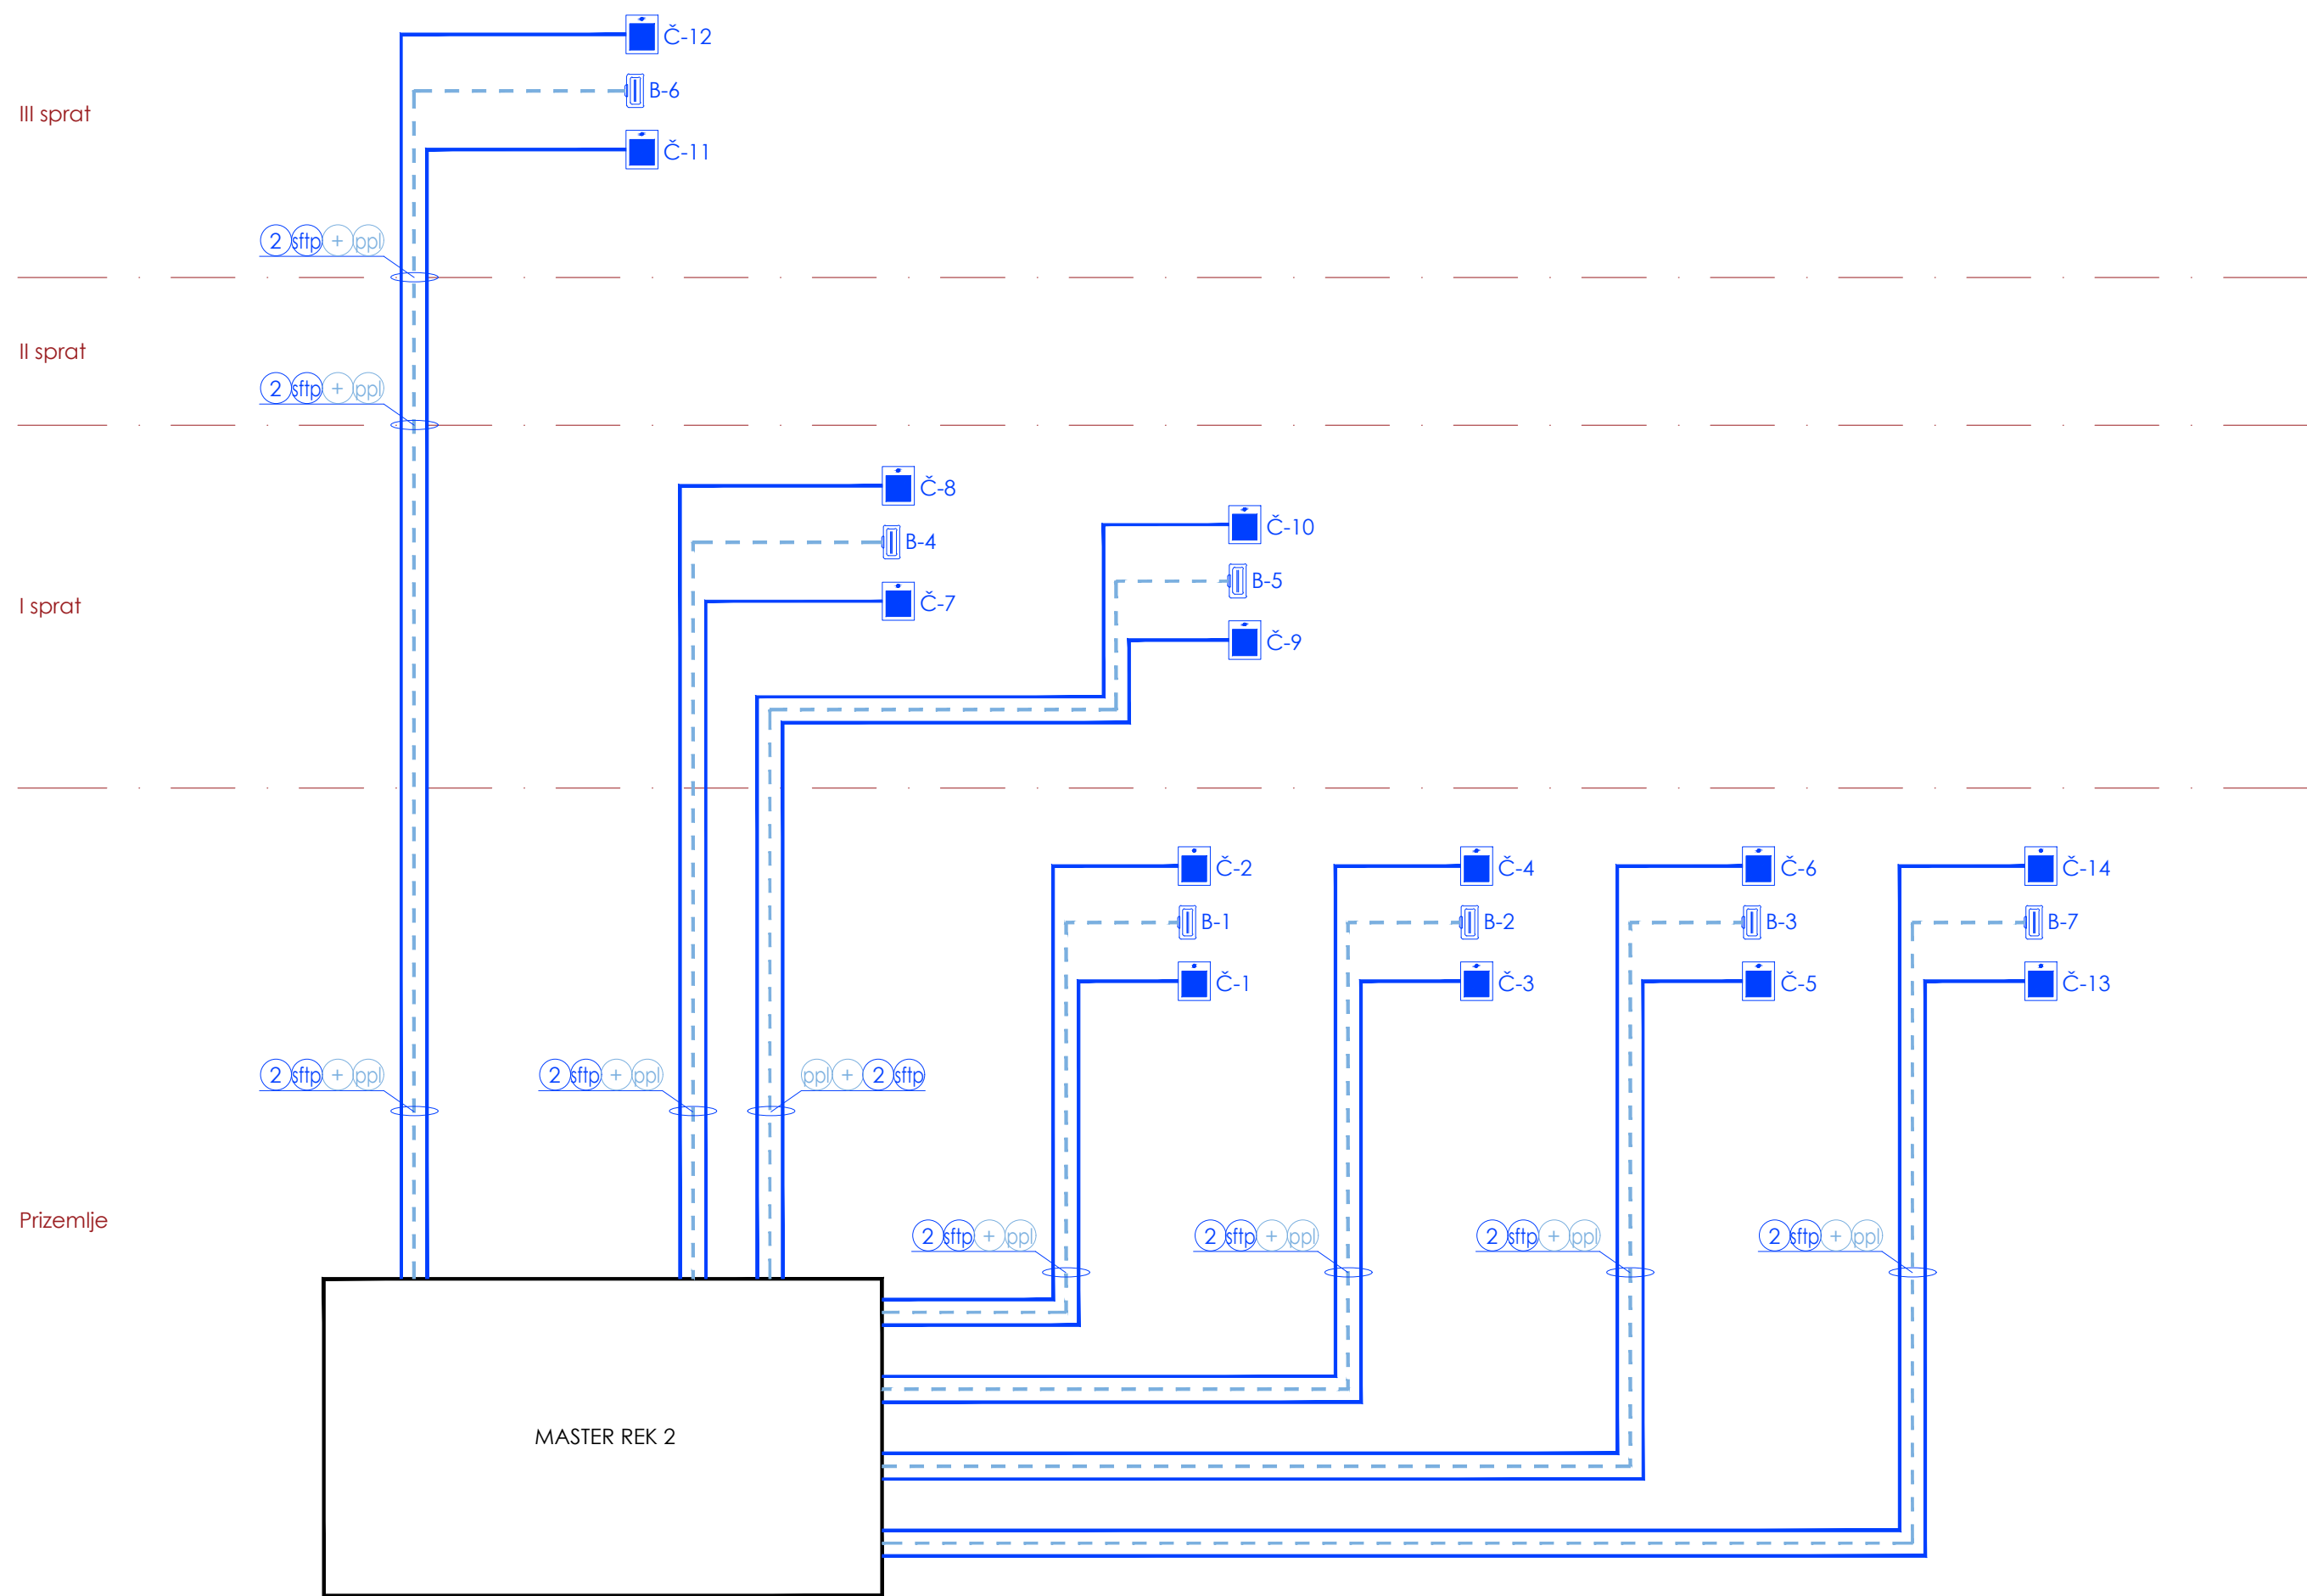 Č-12
B-6
III sprat
Č-11
2 sftp + ppl
II sprat
2 sftp + ppl
Č-8
Č-10
B-4
B-5
I sprat
Č-7
Č-9
Č-2
Č-4
Č-6
Č-14
B-1
B-2
B-3
B-7
Č-1
Č-3
Č-5
Č-13
2 sftp + ppl
2 sftp + ppl
ppl + 2 sftp
Prizemlje
2 sftp + ppl
2 sftp + ppl
2 sftp + ppl
2 sftp + ppl
MASTER REK 2